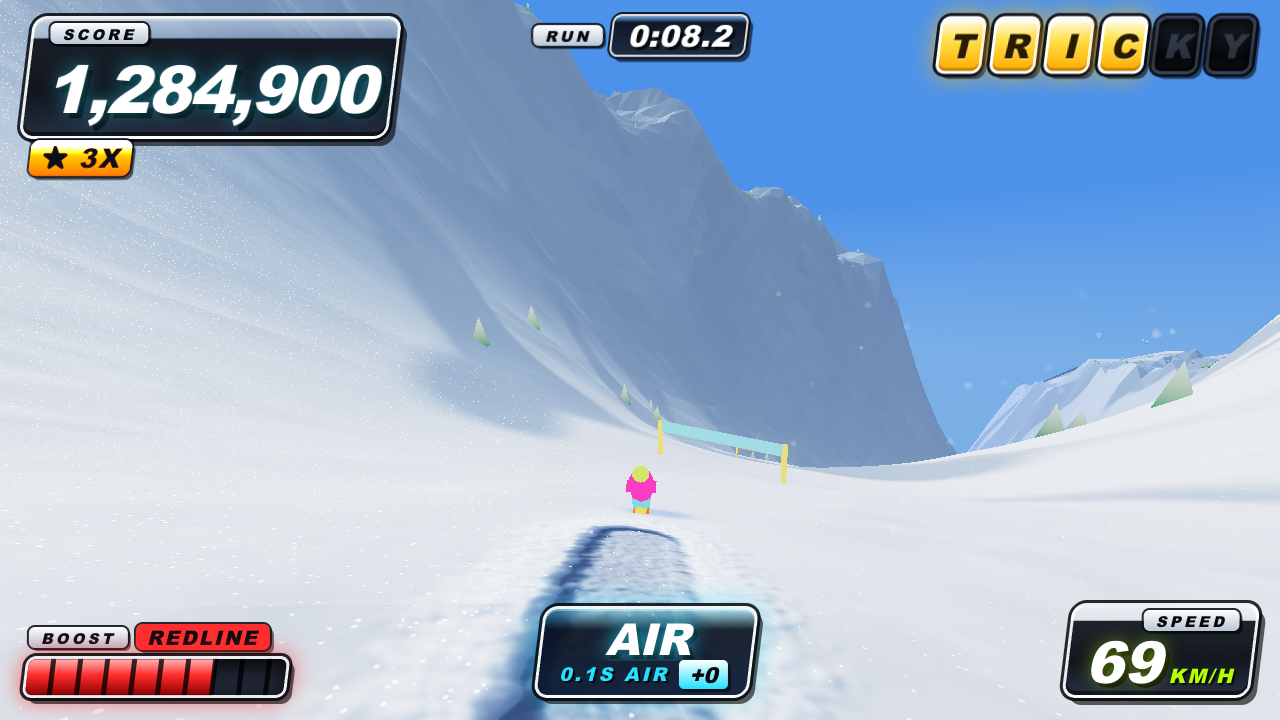 SCORE
1,284,900
★ 3X
RUN 0:08.2
TRICKY
BOOST REDLINE
AIR
0.1S AIR +0
SPEED
69 KM/H